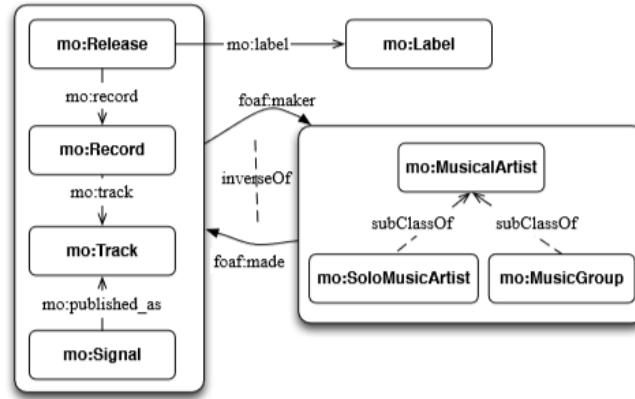 mo:Release
mo:label
mo:Label
mo:record
foaf:maker
mo:Record
mo:MusicalArtist
mo:track
inverseOf
subClassOf
subClassOf
mo:Track
foaf:made
mo:SoloMusicArtist
mo:MusicGroup
mo:published_as
mo:Signal